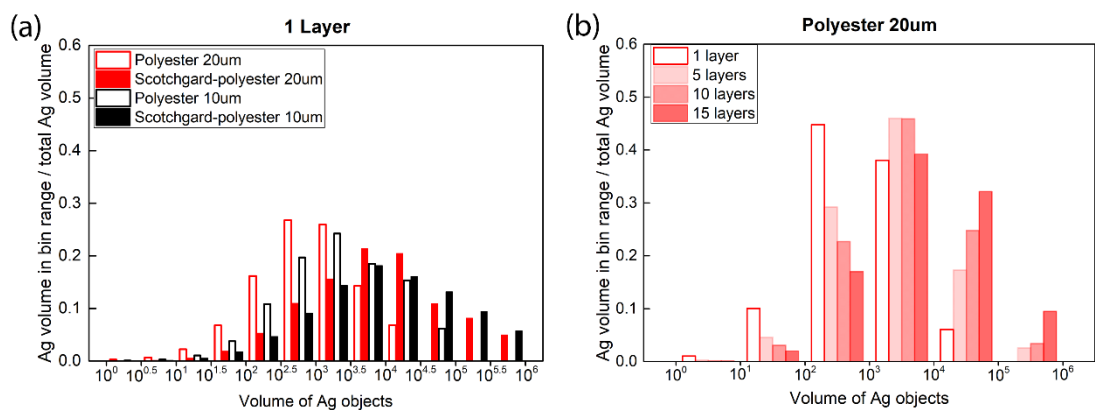 (a)
1 Layer
Ag volume in bin range / total Ag volume
0.6
0.5
0.4
0.3
0.2
0.1
0.0
Polyester 20um
Scotchgard-polyester 20um
Polyester 10um
Scotchgard-polyester 10um
10^0 10^0.5 10^1 10^1.5 10^2 10^2.5 10^3 10^3.5 10^4 10^4.5 10^5 10^5.5 10^6
Volume of Ag objects
(b)
Polyester 20um
Ag volume in bin range / total Ag volume
0.6
0.5
0.4
0.3
0.2
0.1
0.0
1 layer
5 layers
10 layers
15 layers
10^0 10^1 10^2 10^3 10^4 10^5 10^6
Volume of Ag objects